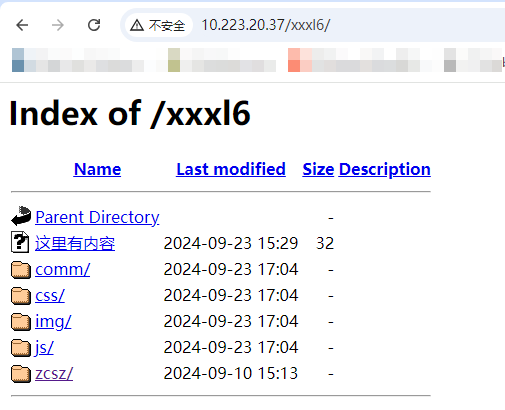 不安全 10.223.20.37/xxxl6/
Index of /xxxl6
Name Last modified Size Description
Parent Directory -
这里有内容 2024-09-23 15:29 32
comm/ 2024-09-23 17:04 -
css/ 2024-09-23 17:04 -
img/ 2024-09-23 17:04 -
js/ 2024-09-23 17:04 -
zcsz/ 2024-09-10 15:13 -